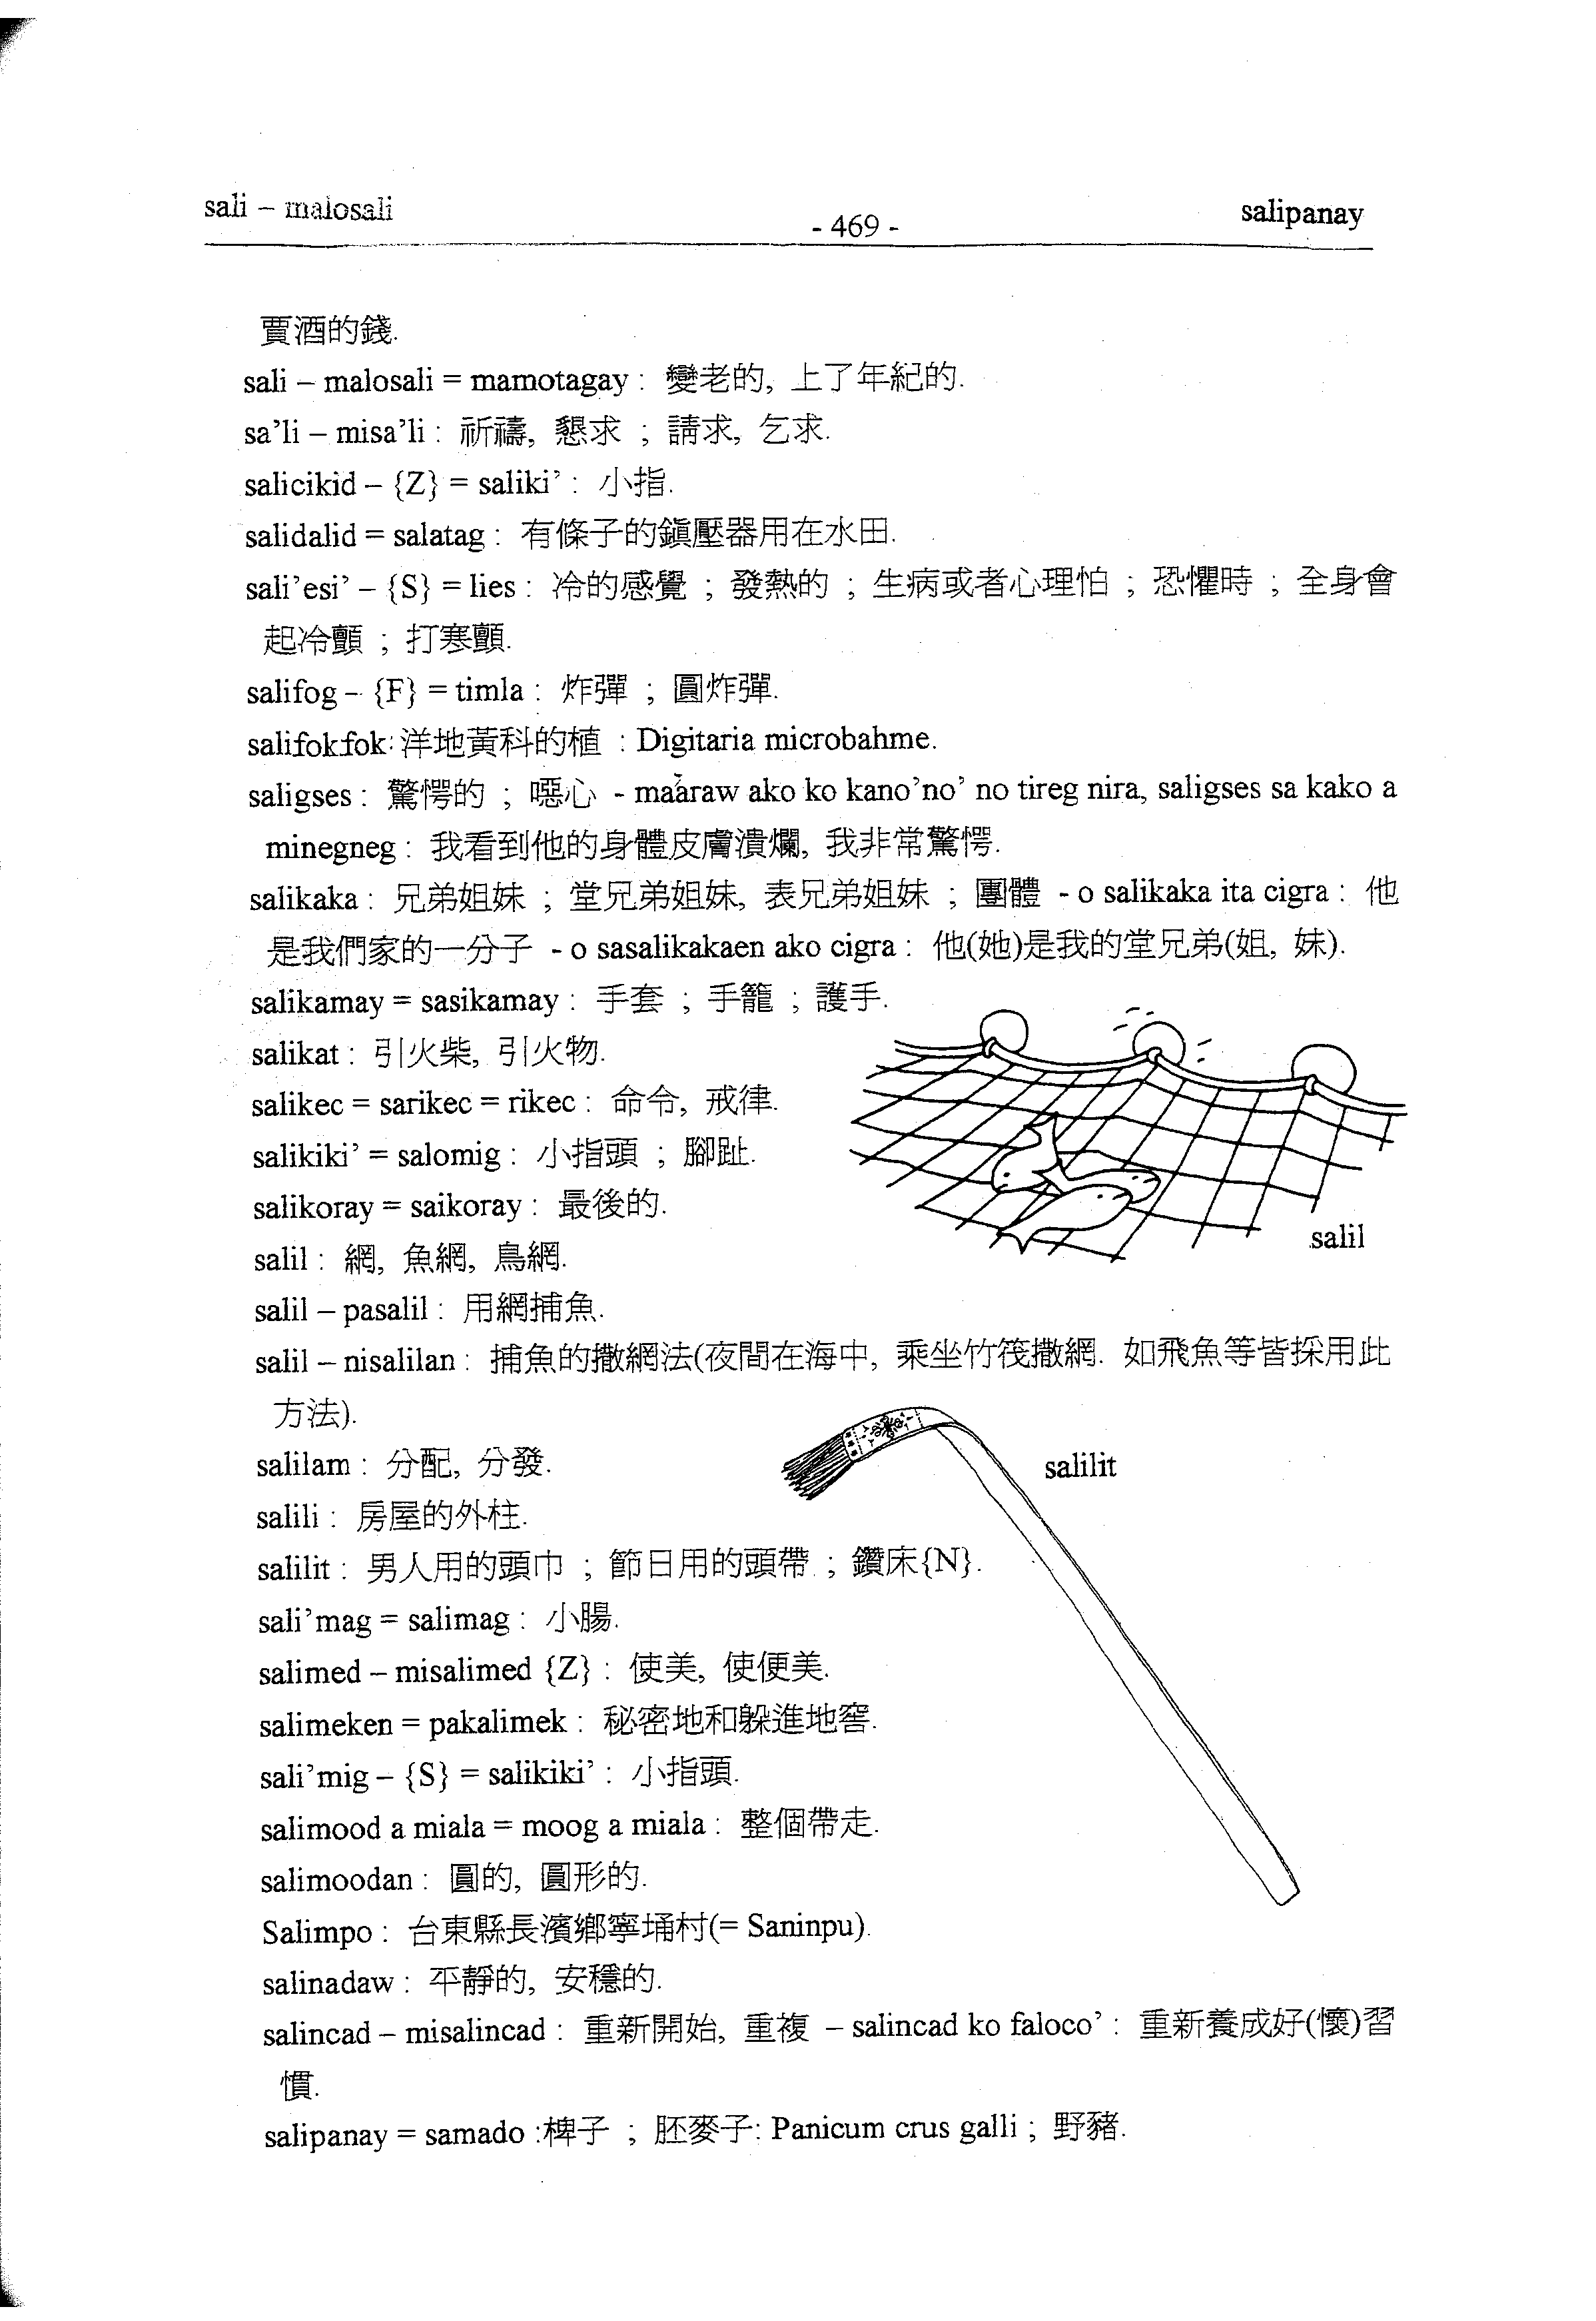 sali – malosali
- 469 -
salipanay
賣酒的錢.
sali – malosali = mamotagay : 變老的, 上了年紀的.
sa’li – misa’li : 祈禱, 懇求 ; 請求, 乞求.
salicikid – {Z} = saliki’ : 小指.
salidalid = salatag : 有條子的鎮壓器用在水田.
sali’esi’ – {S} = lies : 冷的感覺 ; 發熱的 ; 生病或者心理怕 ; 恐懼時 ; 全身會
起冷顫 ; 打寒顫.
salifog – {F} = timla : 炸彈 ; 圓炸彈.
salifokfok: 洋地黃科的植 : Digitaria microbahme.
saligses : 驚愕的 ; 噁心 - ma'araw ako ko kano’no’ no tireg nira, saligses sa kako a
minegneg : 我看到他的身體皮膚潰爛, 我非常驚愕.
salikaka : 兄弟姐妹 ; 堂兄弟姐妹, 表兄弟姐妹 ; 團體 - o salikaka ita cigra : 他
是我們家的一分子 - o sasalikakaen ako cigra : 他(她)是我的堂兄弟(姐, 妹).
salikamay = sasikamay : 手套 ; 手籠 ; 護手.
salikat : 引火柴, 引火物.
salikec = sarikec = rikec : 命令, 戒律.
salikiki’ = salomig : 小指頭 ; 腳趾.
salikoray = saikoray : 最後的.
salil : 網, 魚網, 鳥網.
salil
salil – pasalil : 用網捕魚.
salil – nisalilan : 捕魚的撒網法(夜間在海中, 乘坐竹筏撒網. 如飛魚等皆採用此
方法).
salilam : 分配, 分發.
salilit
salili : 房屋的外柱.
salilit : 男人用的頭巾 ; 節日用的頭帶 ; 鑽床{N}.
sali’mag = salimag : 小腸.
salimed – misalimed {Z} : 使美, 使便美.
salimeken = pakalimek : 秘密地和躲進地窖.
sali’mig – {S} = salikiki’ : 小指頭.
salimood a miala = moog a miala : 整個帶走.
salimoodan : 圓的, 圓形的.
Salimpo : 台東縣長濱鄉寧埔村(= Saninpu).
salinadaw : 平靜的, 安穩的.
salincad – misalincad : 重新開始, 重複 – salincad ko faloco’ : 重新養成好(懷)習
慣.
salipanay = samado :稗子 ; 胚麥子: Panicum crus galli ; 野豬.